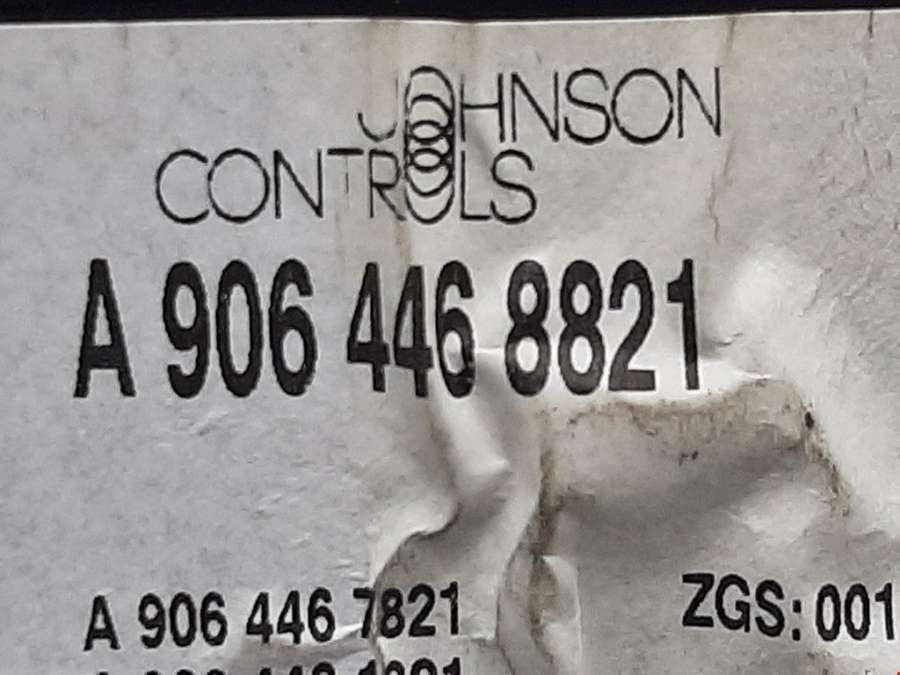 JOHNSON
CONTROLS
A 906 446 8821
A 906 446 7821
ZGS: 001